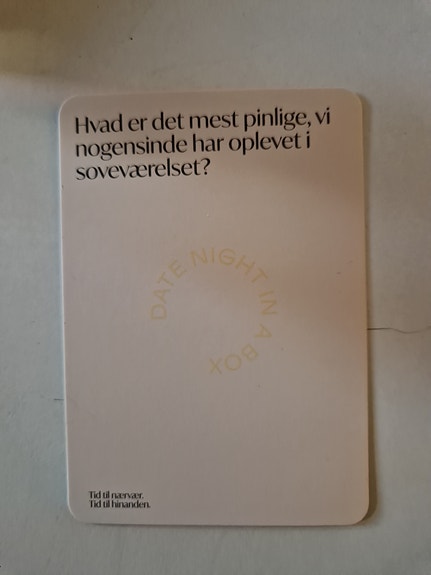 Hvad er det mest pinlige, vi
nogensinde har oplevet i
soveværelset?
DATE NIGHT IN A BOX
Tid til nærvær.
Tid til hinanden.